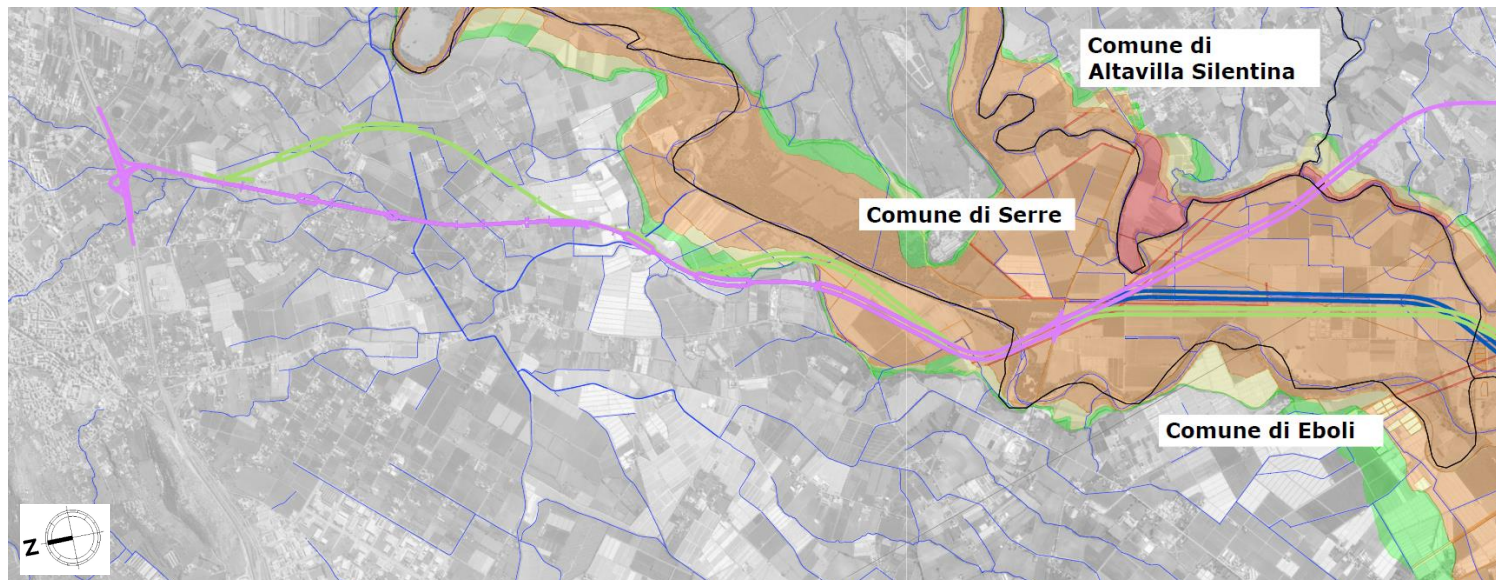 Comune di
Altavilla Silentina
Comune di Serre
Comune di Eboli
N